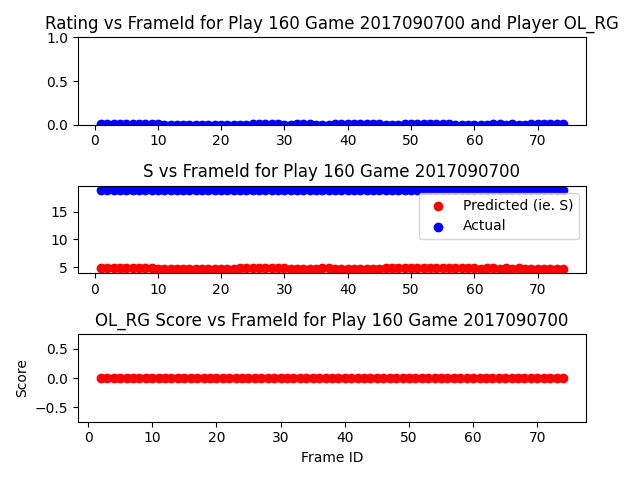 Rating vs FrameId for Play 160 Game 2017090700 and Player OL_RG
1.0
0.5
0.0
0 10 20 30 40 50 60 70
S vs FrameId for Play 160 Game 2017090700
15
10
5
Predicted (ie. S)
Actual
0 10 20 30 40 50 60 70
OL_RG Score vs FrameId for Play 160 Game 2017090700
0.5
0.0
−0.5
Score
0 10 20 30 40 50 60 70
Frame ID